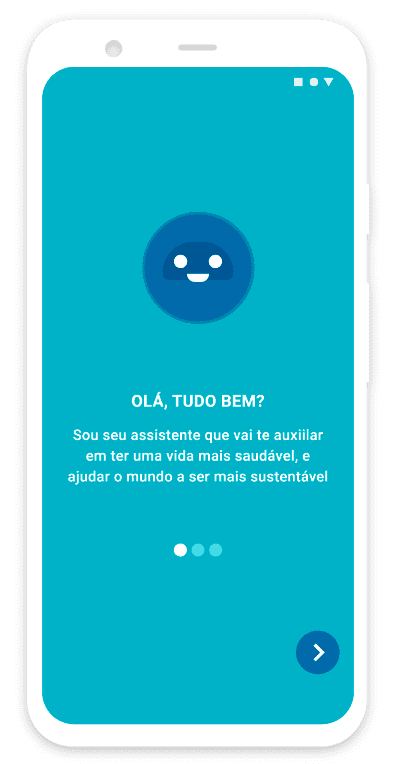 OLÁ, TUDO BEM?
Sou seu assistente que vai te auxiilar
em ter uma vida mais saudável, e
ajudar o mundo a ser mais sustentável